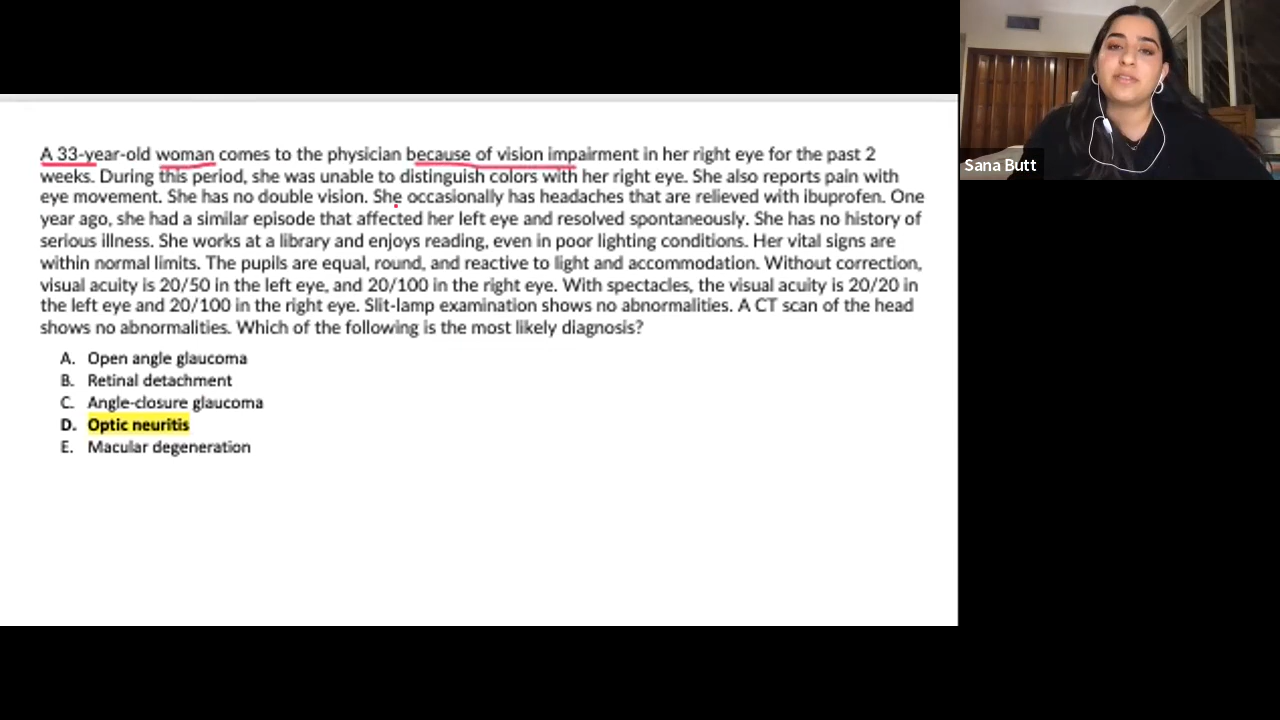 A 33-year-old woman comes to the physician because of vision impairment in her right eye for the past 2
weeks. During this period, she was unable to distinguish colors with her right eye. She also reports pain with
eye movement. She has no double vision. She occasionally has headaches that are relieved with ibuprofen. One
year ago, she had a similar episode that affected her left eye and resolved spontaneously. She has no history of
serious illness. She works at a library and enjoys reading, even in poor lighting conditions. Her vital signs are
within normal limits. The pupils are equal, round, and reactive to light and accommodation. Without correction,
visual acuity is 20/50 in the left eye, and 20/100 in the right eye. With spectacles, the visual acuity is 20/20 in
the left eye and 20/100 in the right eye. Slit-lamp examination shows no abnormalities. A CT scan of the head
shows no abnormalities. Which of the following is the most likely diagnosis?
A. Open angle glaucoma
B. Retinal detachment
C. Angle-closure glaucoma
D. Optic neuritis
E. Macular degeneration
Sana Butt